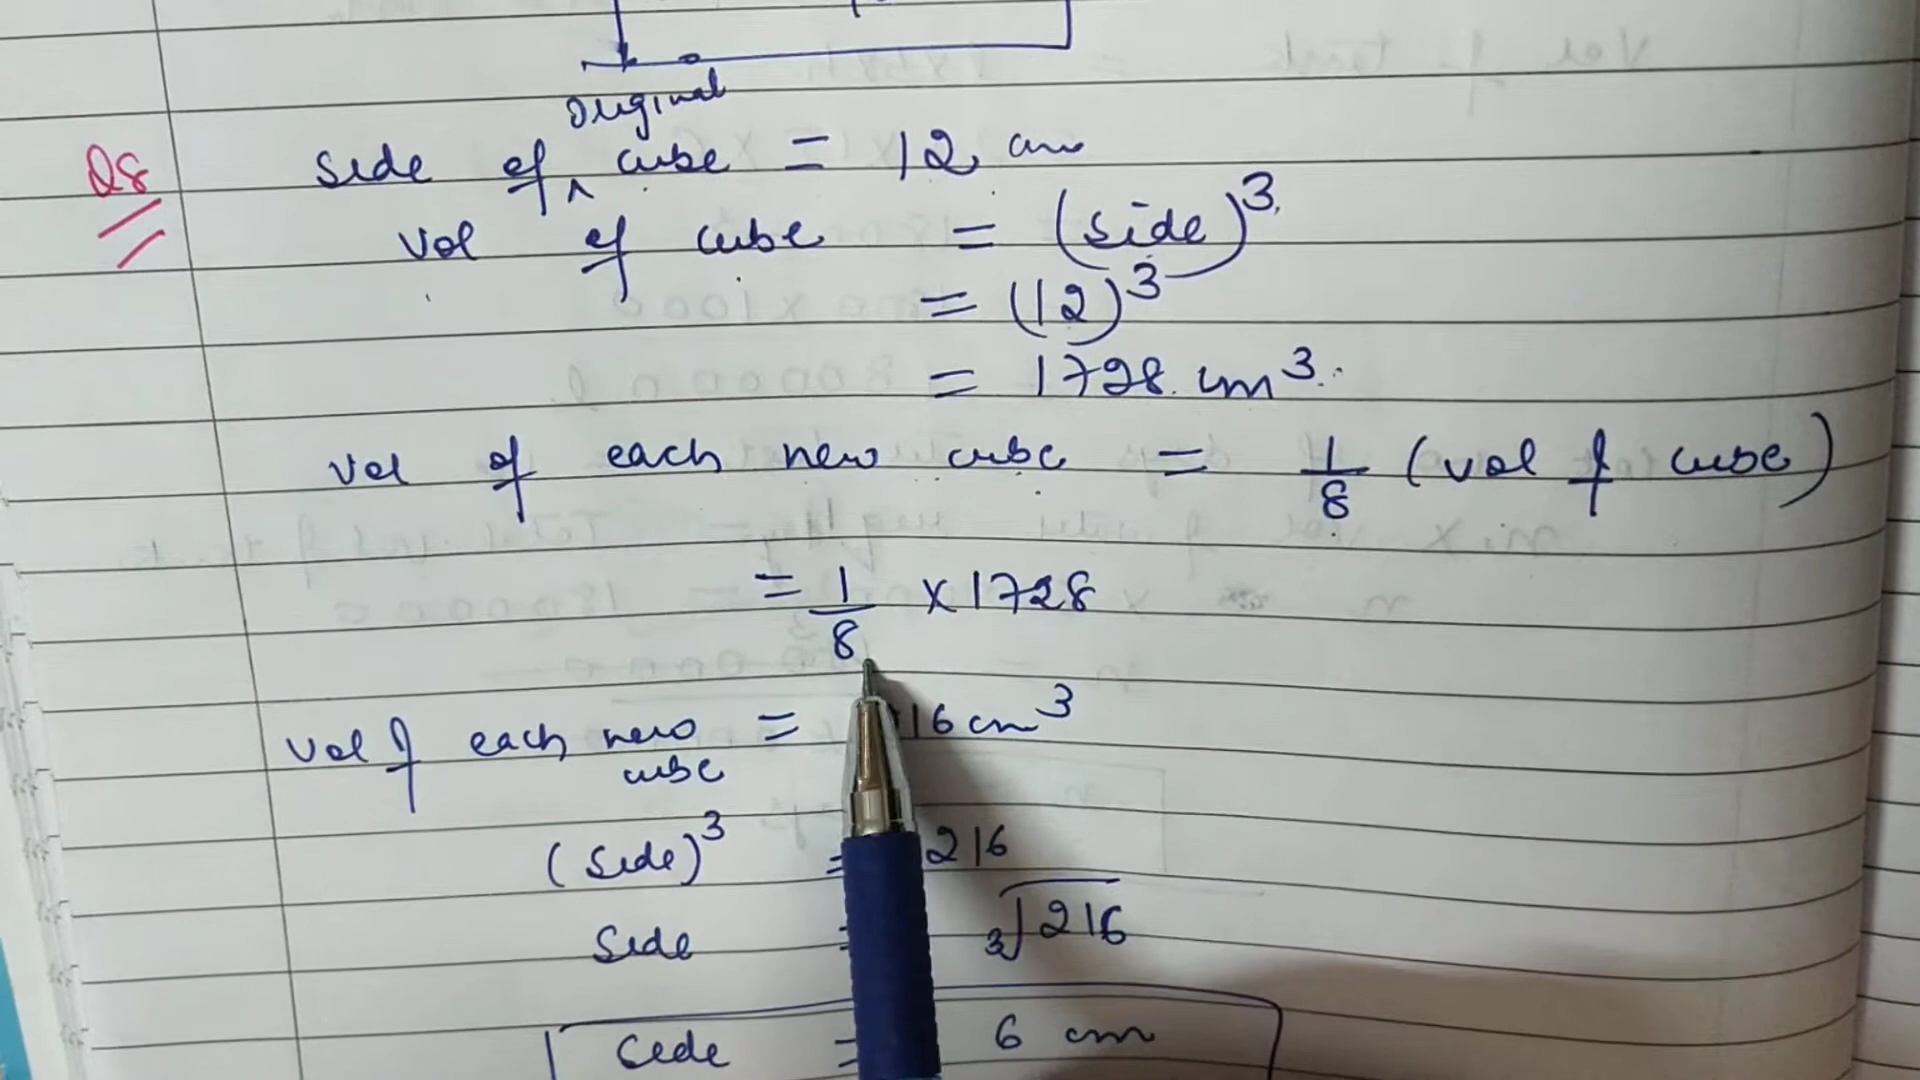 Original
Q8 Side of ^ cube = 12 cm
Vol of cube = (side)³
= (12)³
= 1728 cm³
Vol of each new cube = 1/8 (vol of cube)
= 1/8 × 1728
Vol of each new cube = 16 cm³
(Side)³ = 216
Side = ∛216
Side = 6 cm